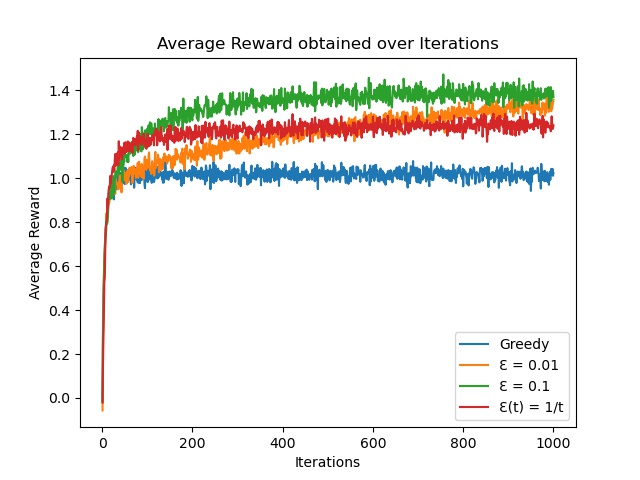 Average Reward obtained over Iterations
Average Reward
1.4
1.2
1.0
0.8
0.6
0.4
0.2
0.0
0
200
400
600
800
1000
Iterations
Greedy
Ɛ = 0.01
Ɛ = 0.1
Ɛ(t) = 1/t